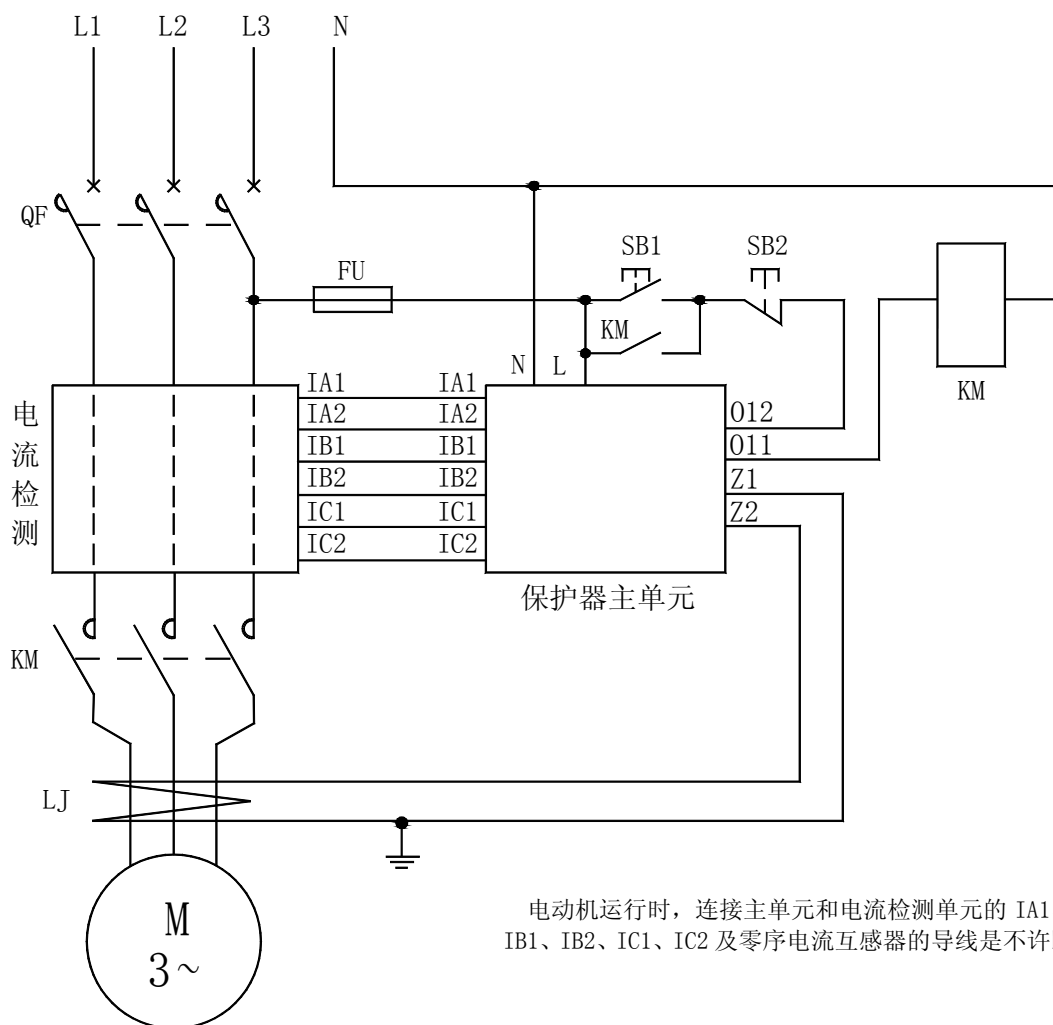 L1 L2 L3 N
QF
FU
SB1 SB2
KM
N L
KM
电流检测
IA1 IA1
IA2 IA2
IB1 IB1
IB2 IB2
IC1 IC1
IC2 IC2
O12
O11
Z1
Z2
保护器主单元
KM
LJ
M
3~
电动机运行时，连接主单元和电流检测单元的 IA1
IB1、IB2、IC1、IC2 及零序电流互感器的导线是不许